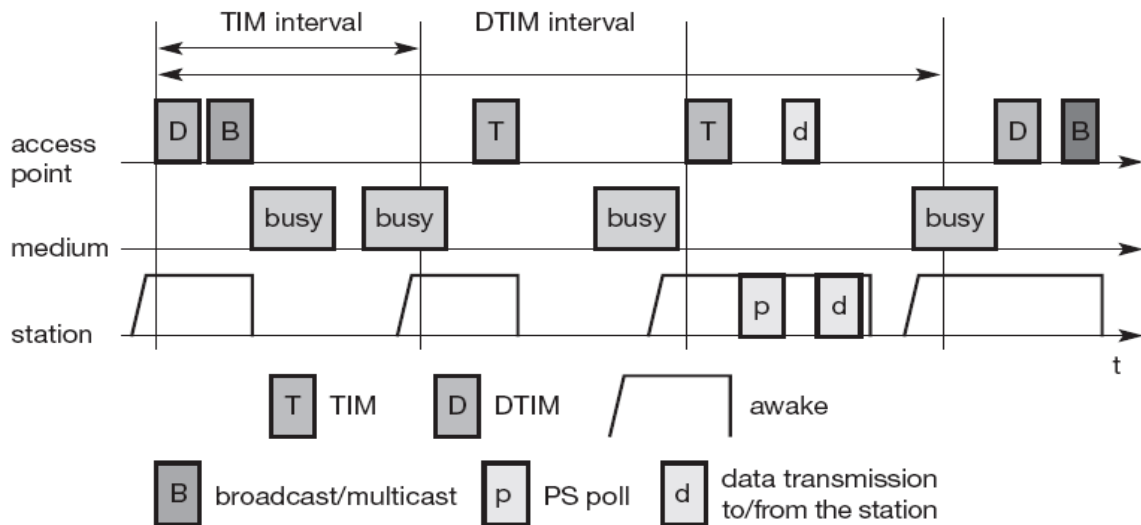 TIM interval DTIM interval
D B T T d D B
access
point
busy busy busy busy
medium
p d
station
t
T TIM D DTIM awake
B broadcast/multicast p PS poll d data transmission
to/from the station